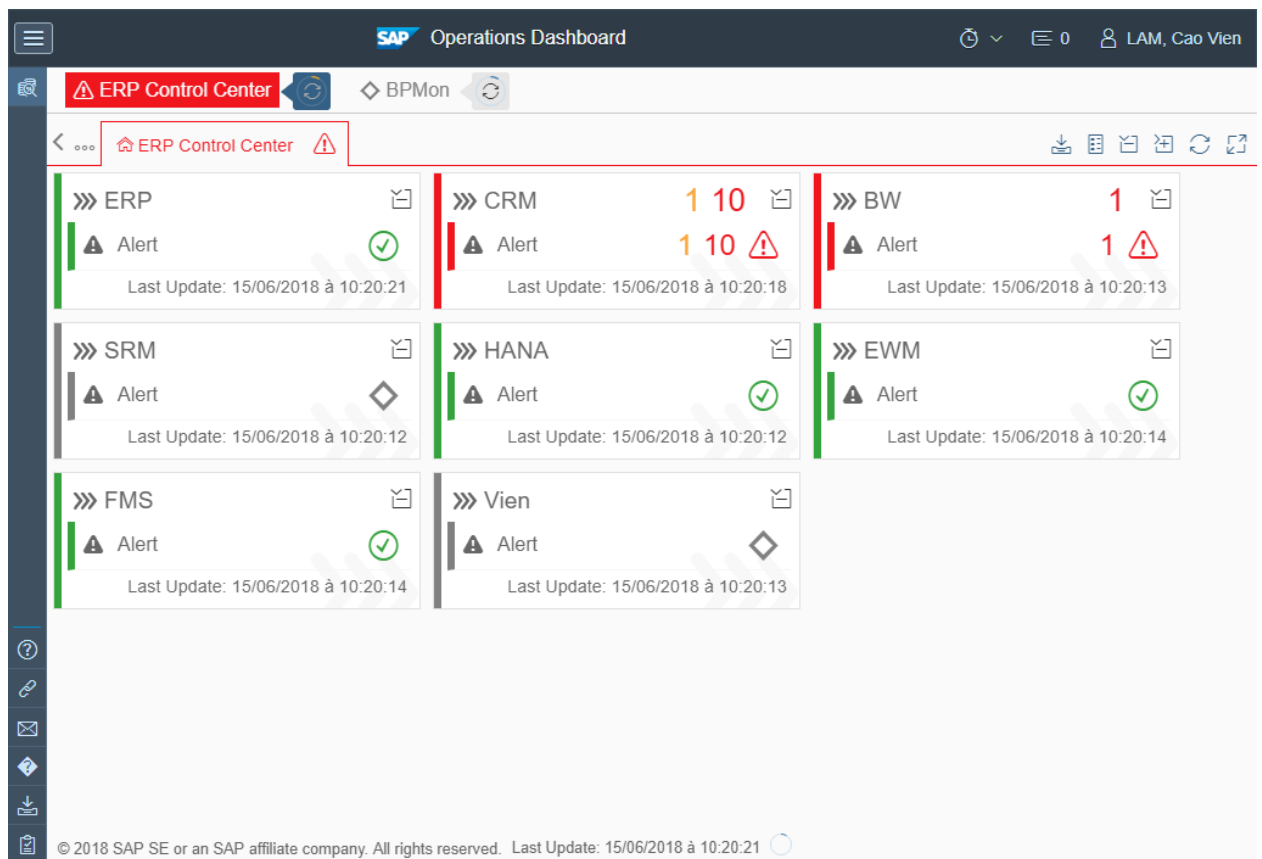 SAP Operations Dashboard 0 LAM, Cao Vien
ERP Control Center BPMon
ERP Control Center
ERP
Alert
Last Update: 15/06/2018 à 10:20:21
CRM 1 10
Alert 1 10
Last Update: 15/06/2018 à 10:20:18
BW 1
Alert 1
Last Update: 15/06/2018 à 10:20:13
SRM
Alert
Last Update: 15/06/2018 à 10:20:12
HANA
Alert
Last Update: 15/06/2018 à 10:20:12
EWM
Alert
Last Update: 15/06/2018 à 10:20:14
FMS
Alert
Last Update: 15/06/2018 à 10:20:14
Vien
Alert
Last Update: 15/06/2018 à 10:20:13
© 2018 SAP SE or an SAP affiliate company. All rights reserved. Last Update: 15/06/2018 à 10:20:21